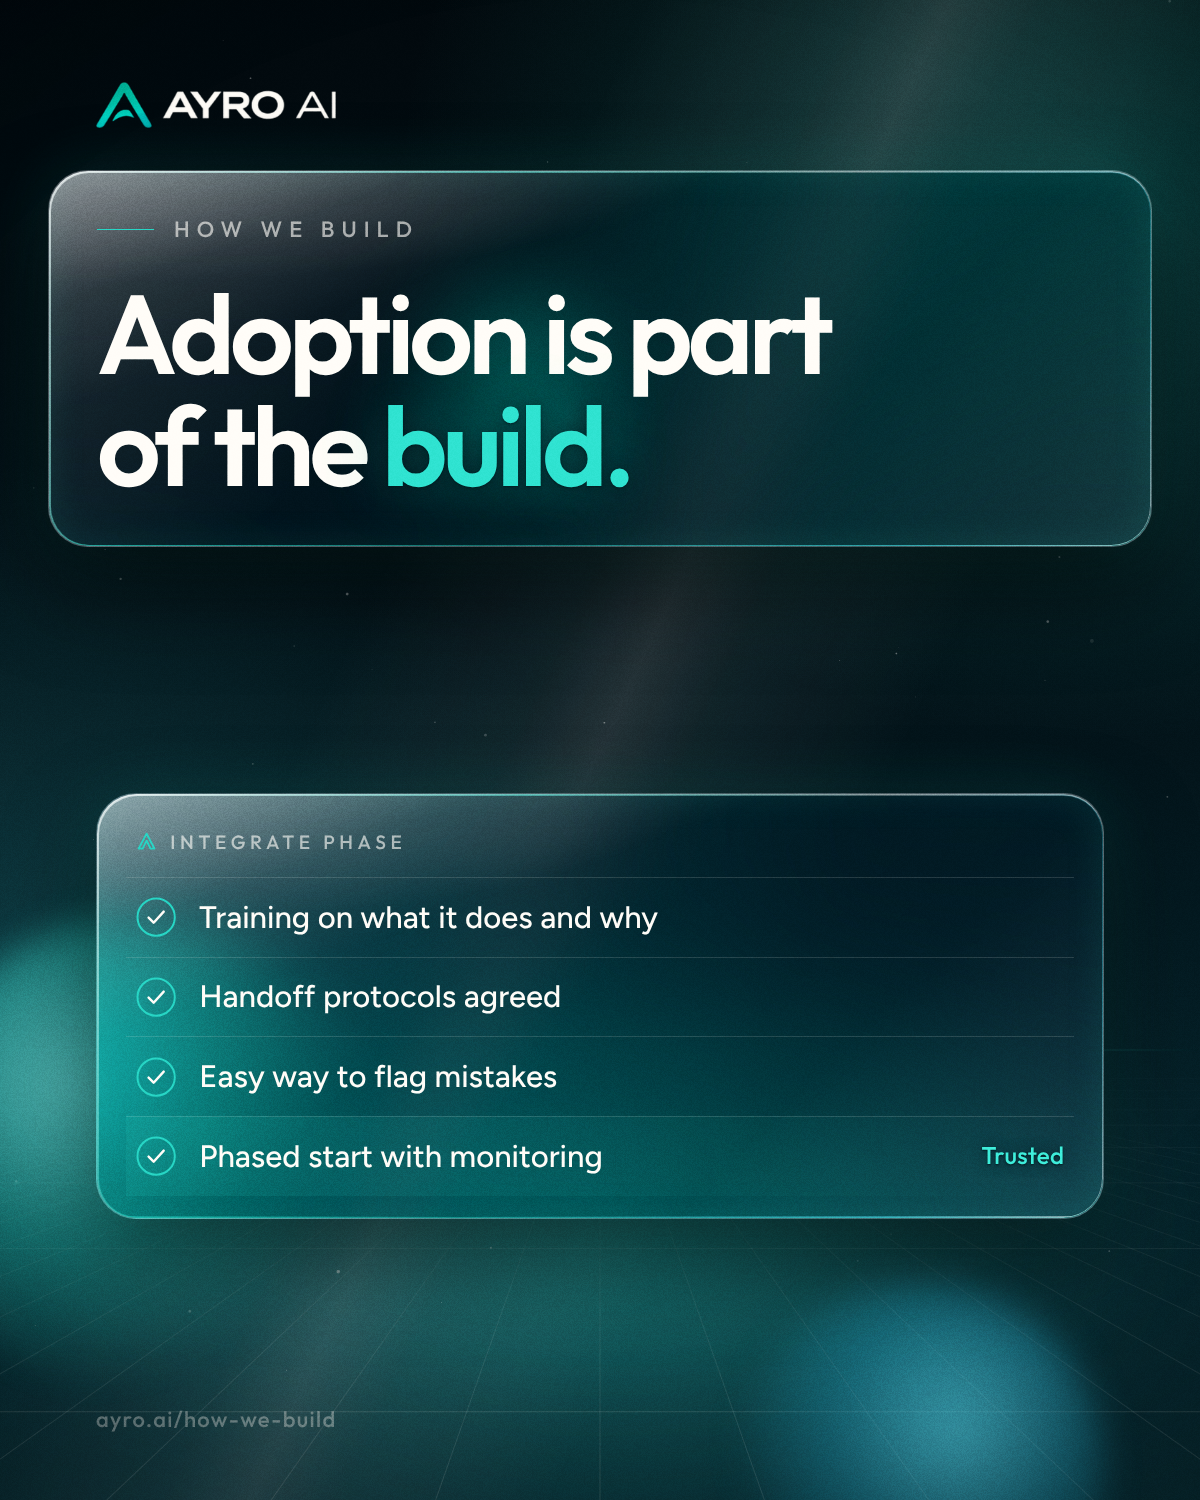 AYRO AI
HOW WE BUILD
Adoption is part
of the build.
INTEGRATE PHASE
Training on what it does and why
Handoff protocols agreed
Easy way to flag mistakes
Phased start with monitoring
Trusted
ayro.ai/how-we-build